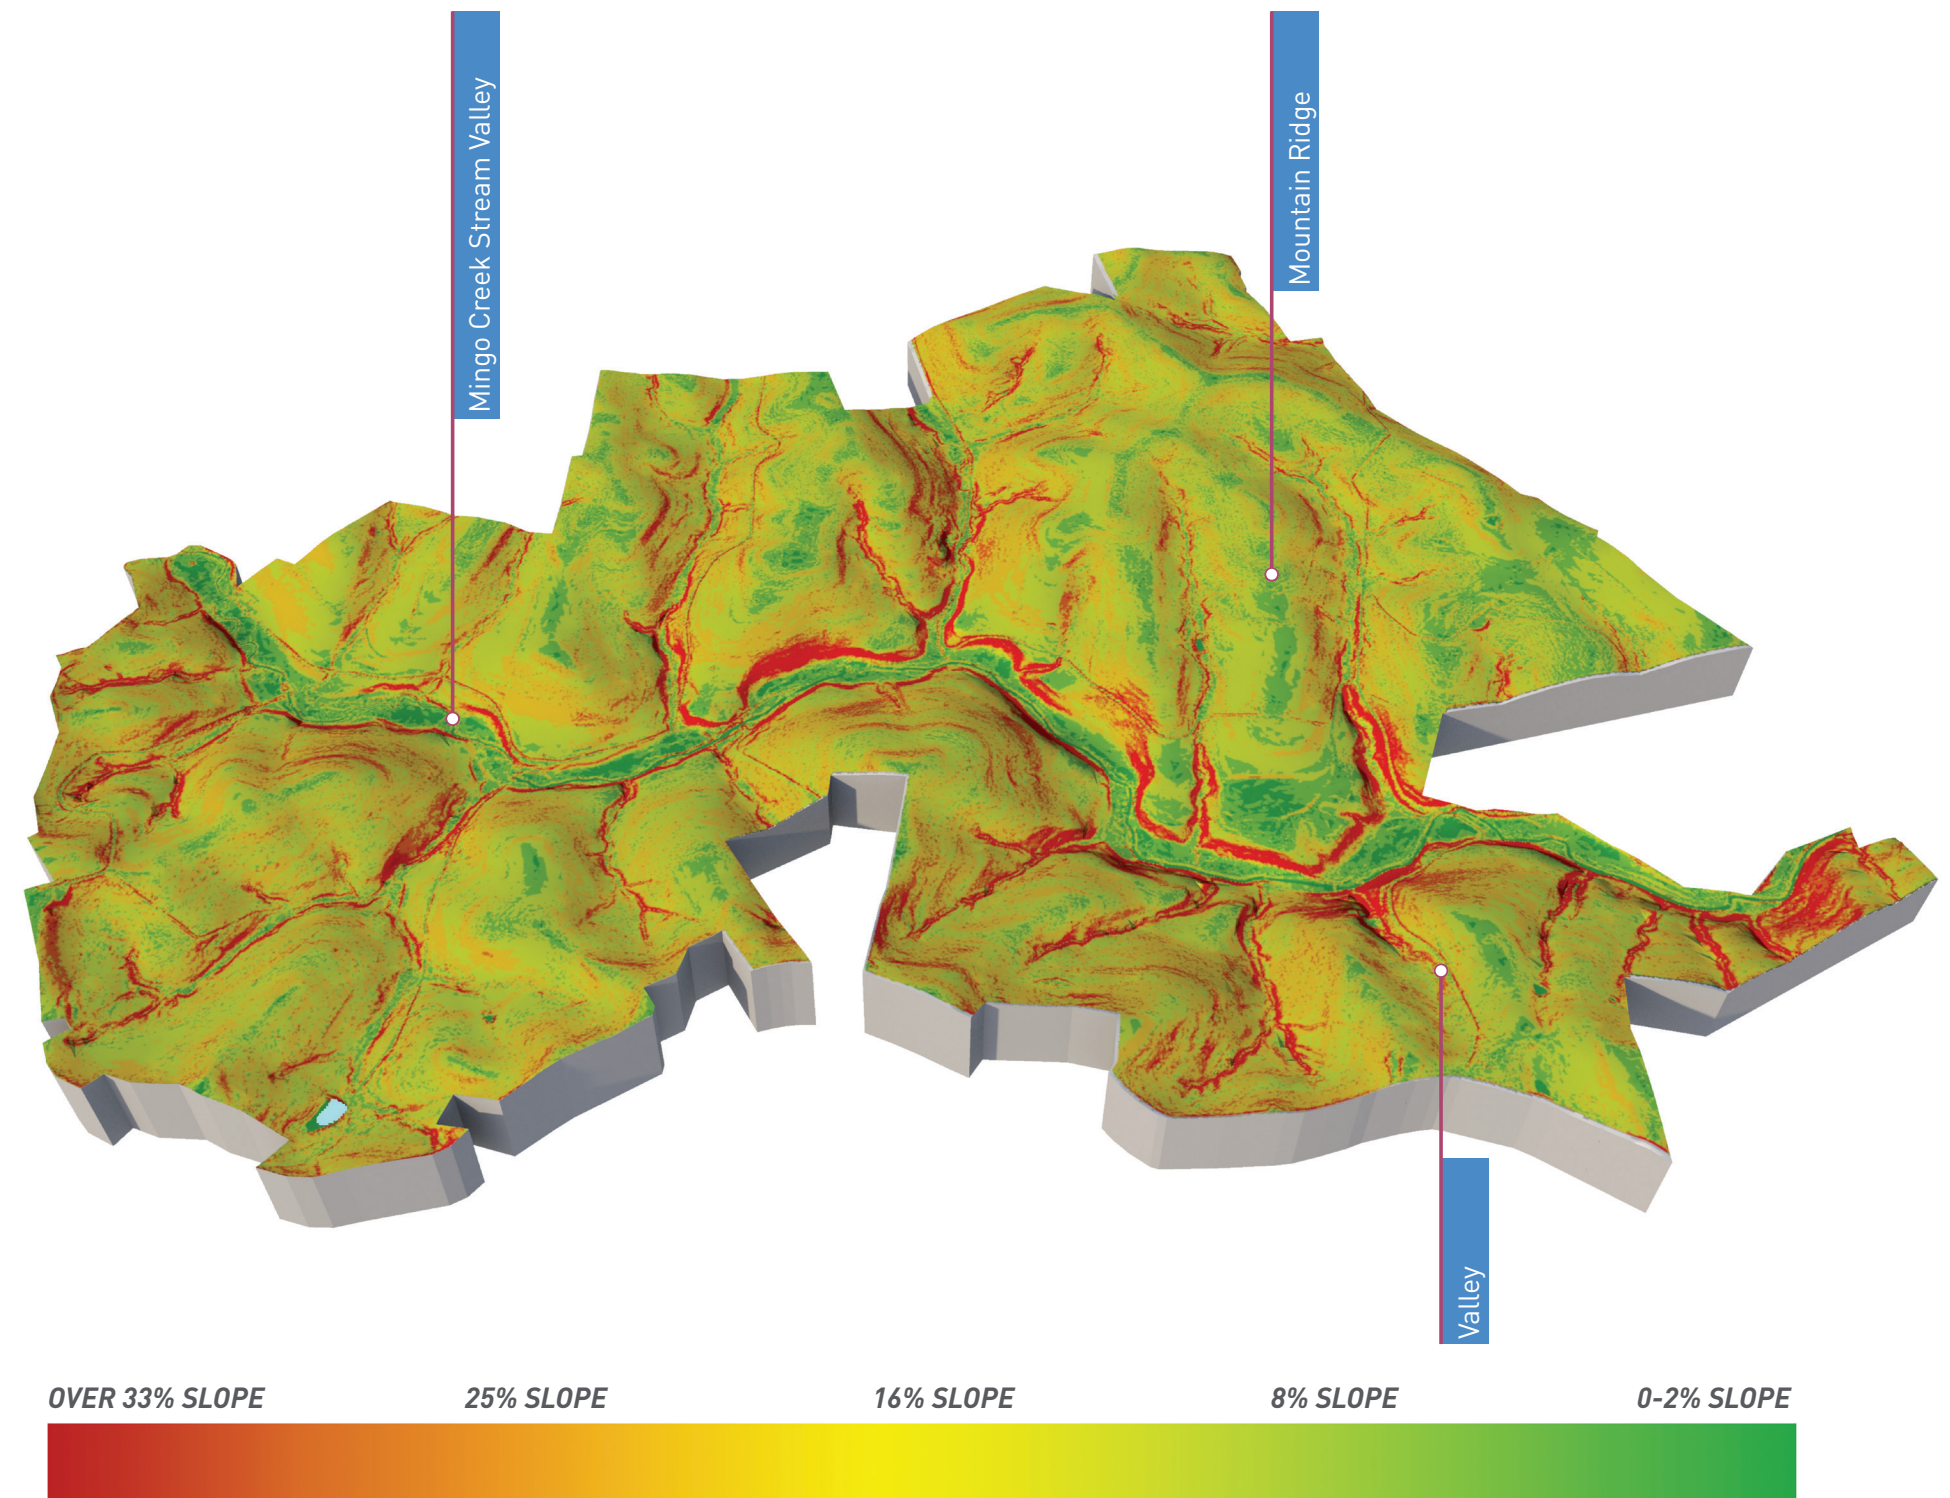 Mingo Creek Stream Valley
Mountain Ridge
Valley
OVER 33% SLOPE
25% SLOPE
16% SLOPE
8% SLOPE
0-2% SLOPE